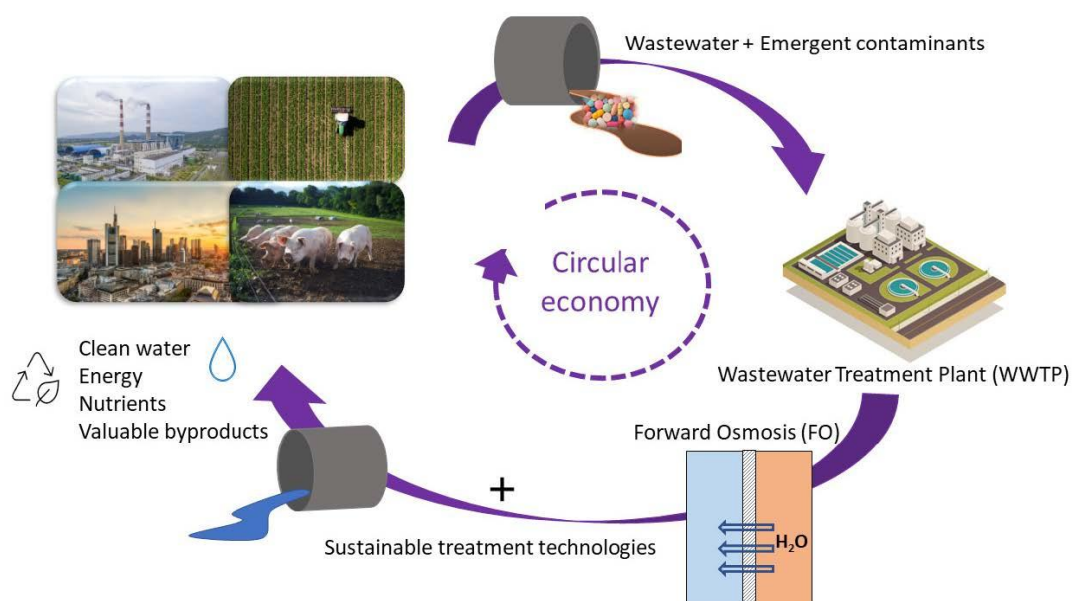 Wastewater + Emergent contaminants
Circular
economy
Wastewater Treatment Plant (WWTP)
Clean water
Energy
Nutrients
Valuable byproducts
Forward Osmosis (FO)
H₂O
+
Sustainable treatment technologies